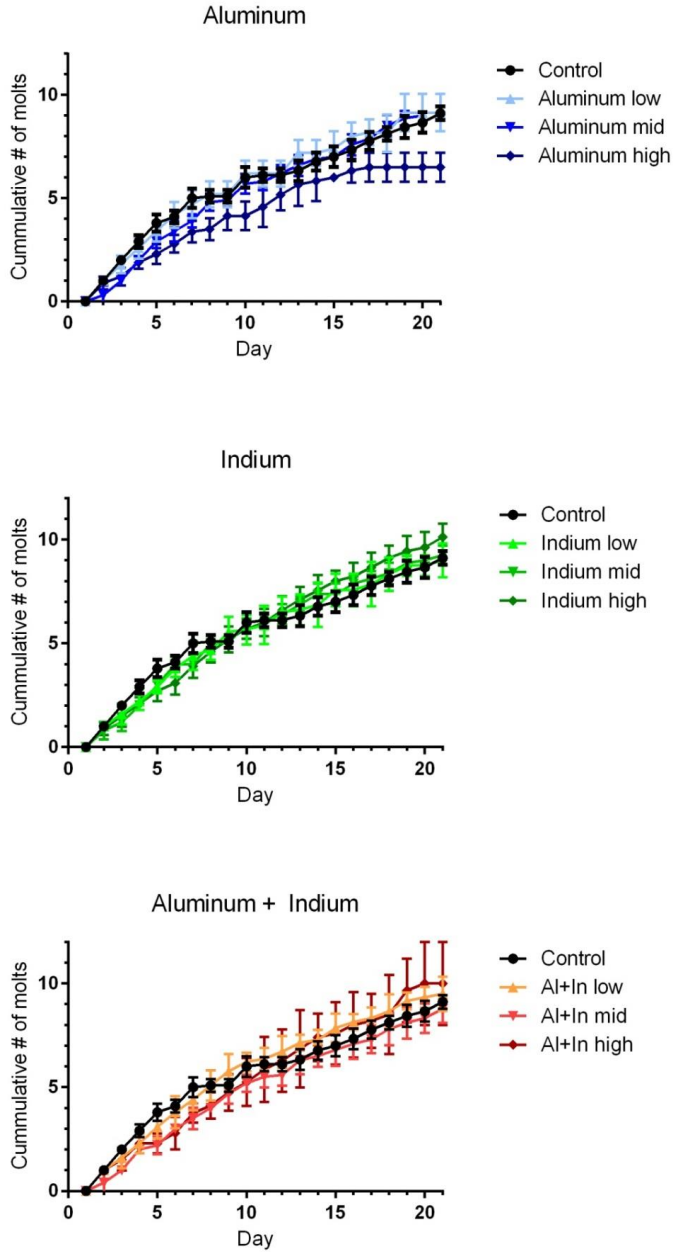 Aluminum
Cummulative # of molts
10
5
0
0 5 10 15 20
Day
Control
Aluminum low
Aluminum mid
Aluminum high
Indium
Cummulative # of molts
10
5
0
0 5 10 15 20
Day
Control
Indium low
Indium mid
Indium high
Aluminum + Indium
Cummulative # of molts
10
5
0
0 5 10 15 20
Day
Control
Al+In low
Al+In mid
Al+In high